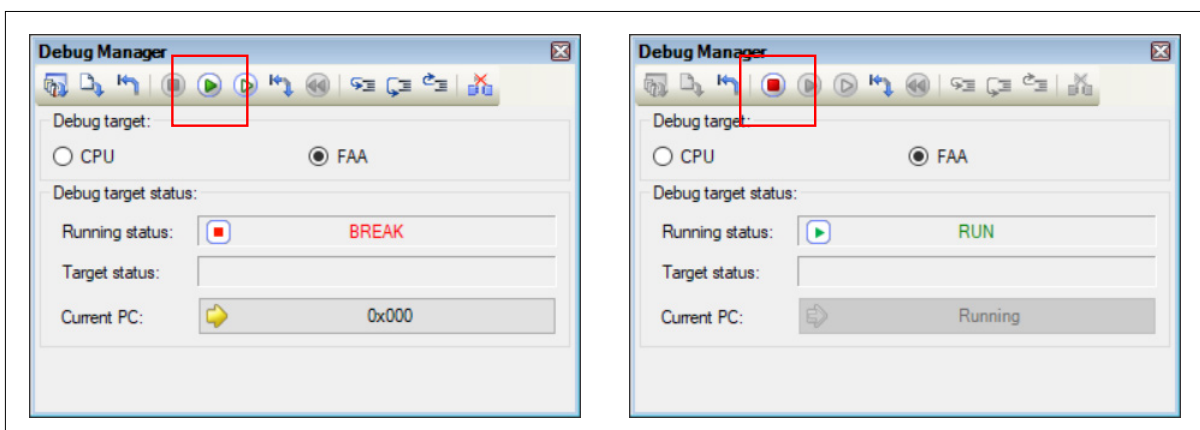 Debug Manager
Debug target:
CPU FAA
Debug target status:
Running status: BREAK
Target status:
Current PC: 0x000
Debug Manager
Debug target:
CPU FAA
Debug target status:
Running status: RUN
Target status:
Current PC: Running